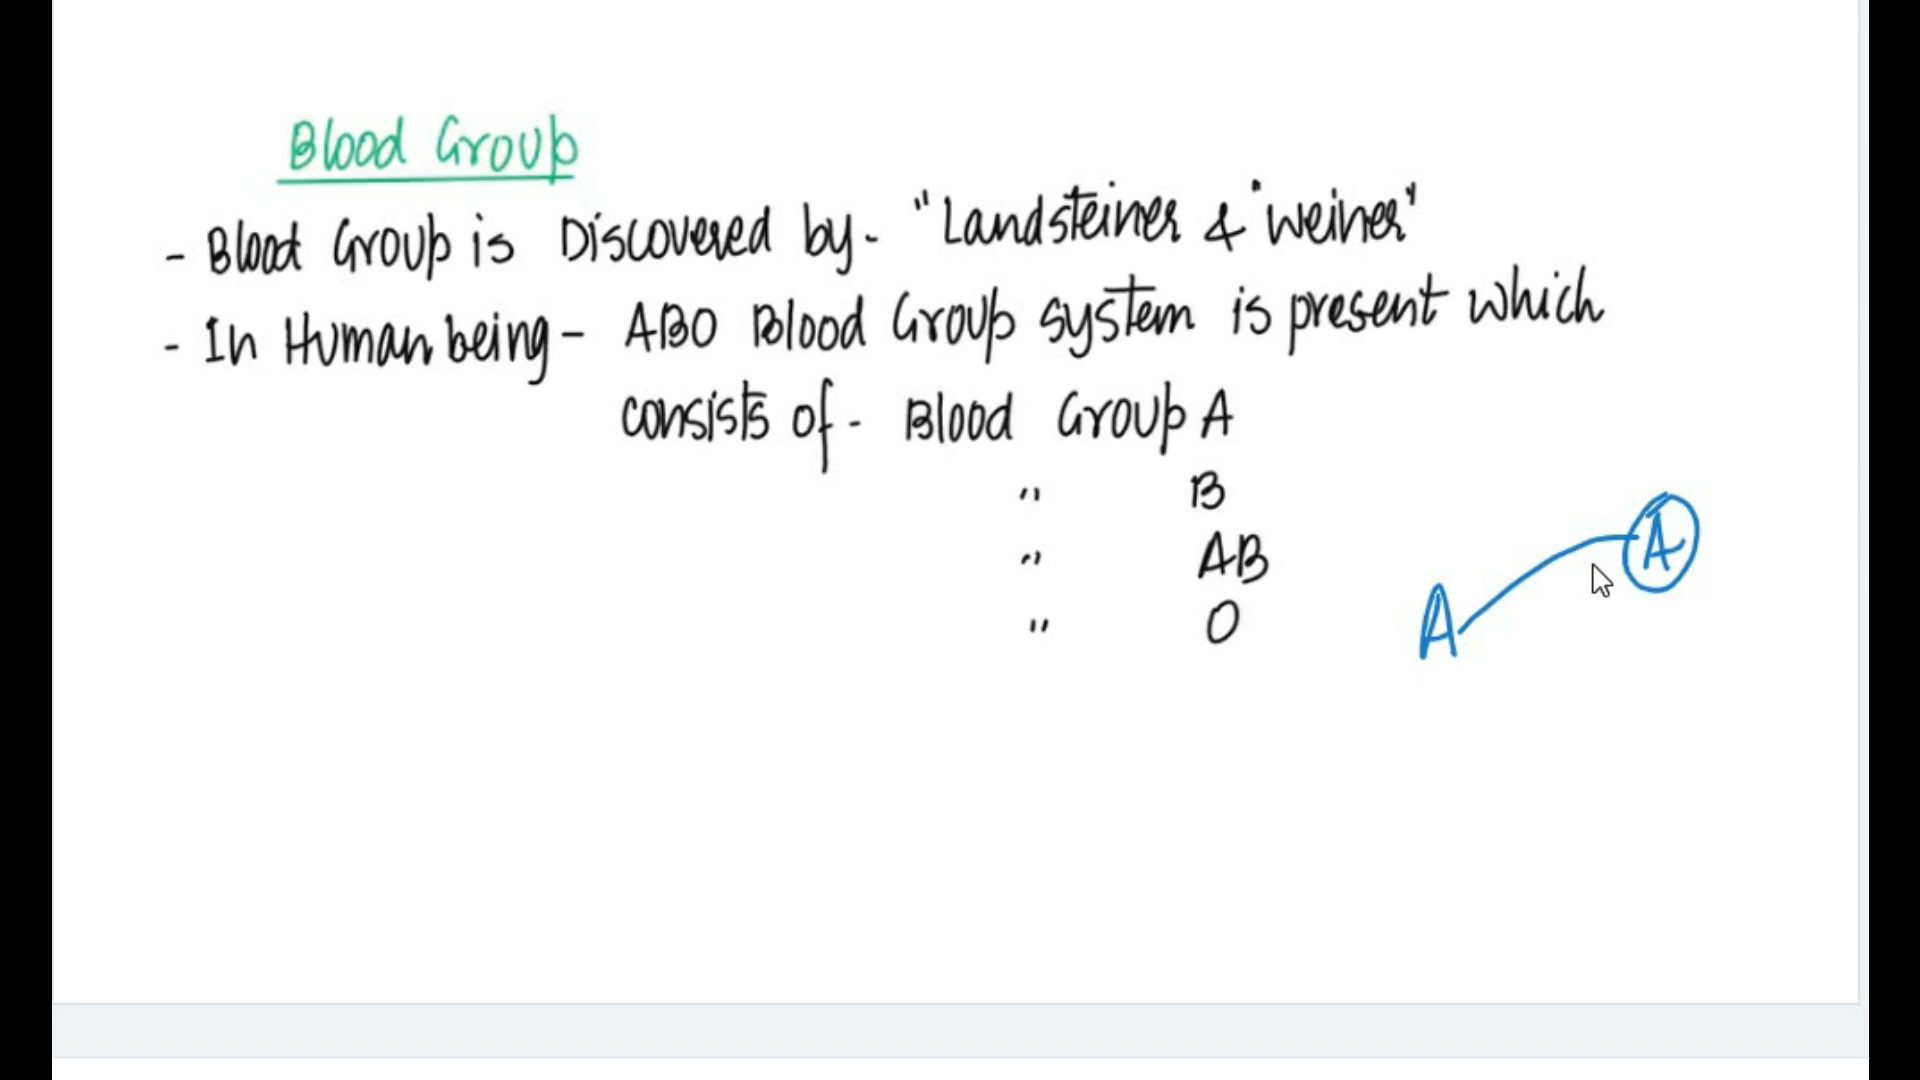 Blood Group
- Blood Group is Discovered by - "Landsteiner & "weiner"
- In Human being - ABO Blood Group system is present which
consists of - Blood Group A
" B
" AB
" O
A
A